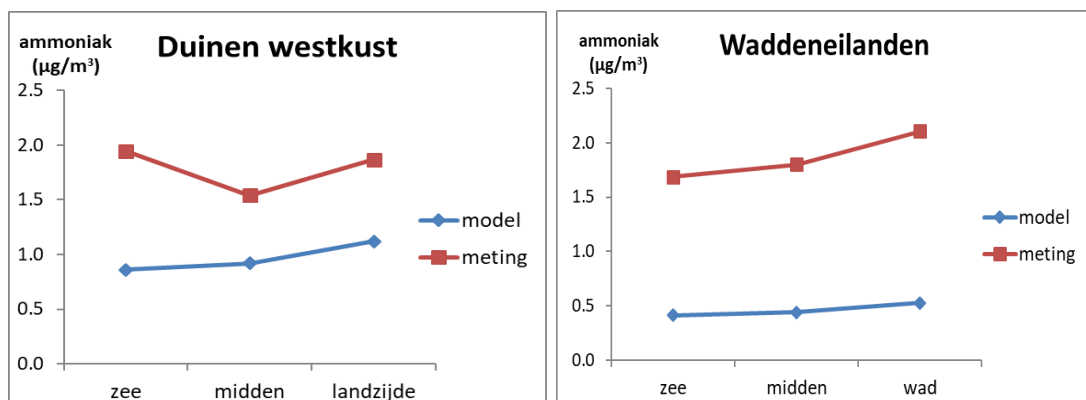 Duinen westkust
ammoniak
(µg/m³)
2.5
2.0
1.5
1.0
0.5
0.0
zee midden landzijde
model
meting
Waddeneilanden
ammoniak
(µg/m³)
2.5
2.0
1.5
1.0
0.5
0.0
zee midden wad
model
meting